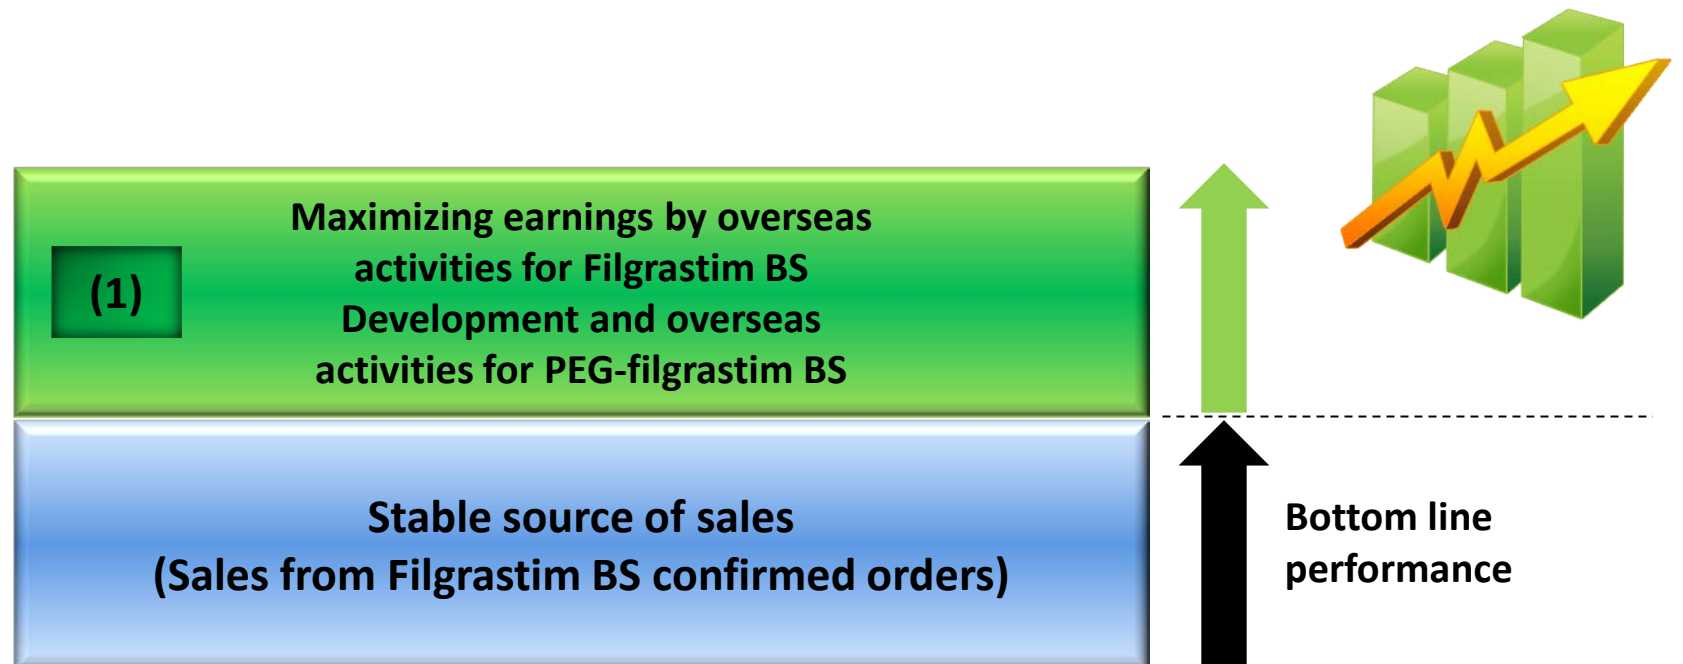 (1)
Maximizing earnings by overseas
activities for Filgrastim BS
Development and overseas
activities for PEG-filgrastim BS
Stable source of sales
(Sales from Filgrastim BS confirmed orders)
Bottom line
performance